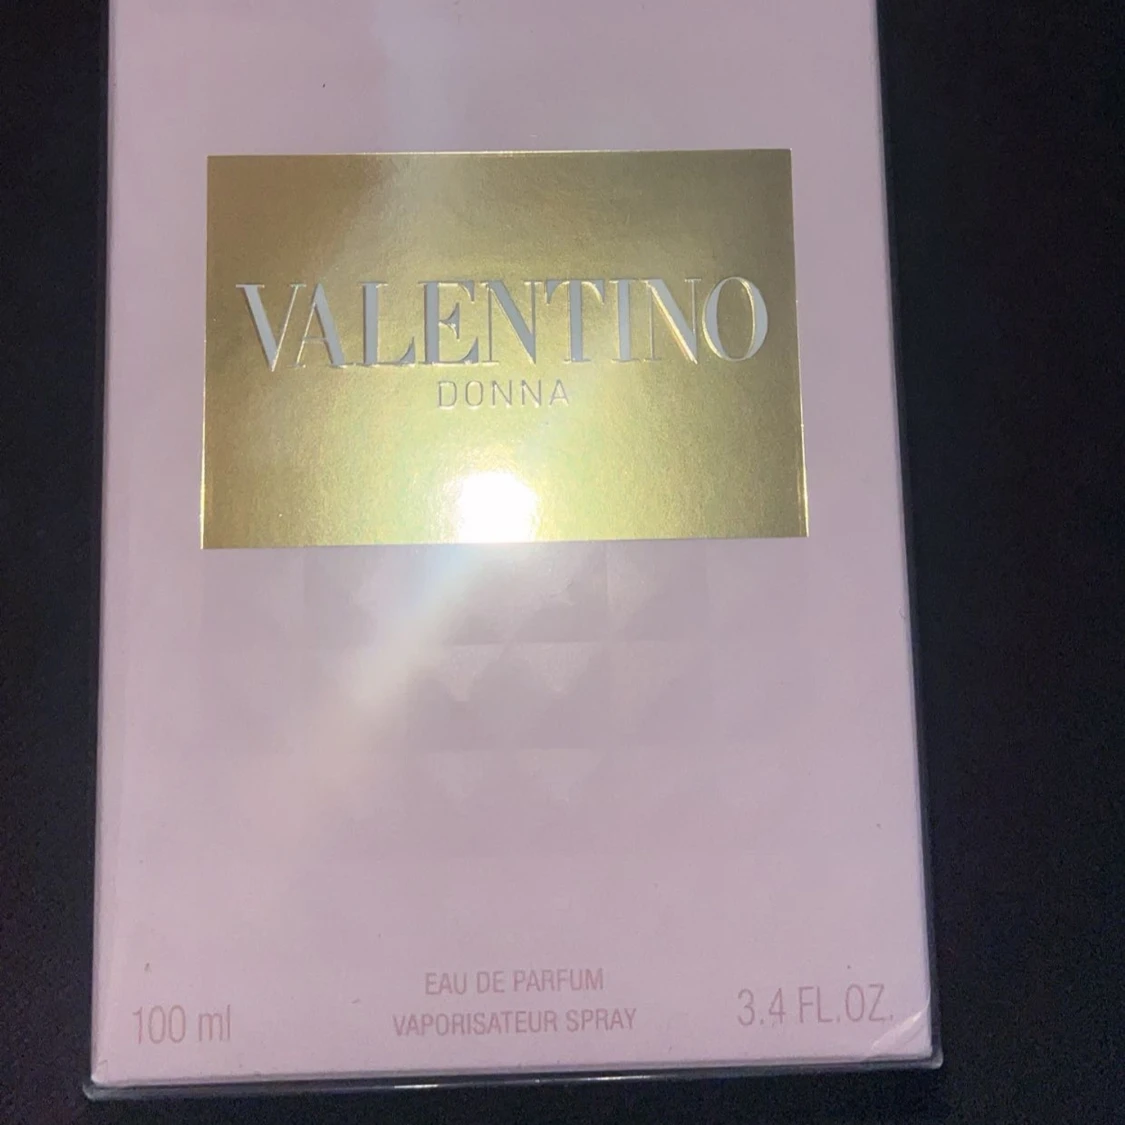 VALENTINO
DONNA
EAU DE PARFUM
100 ml VAPORISATEUR SPRAY 3.4 FL.OZ.